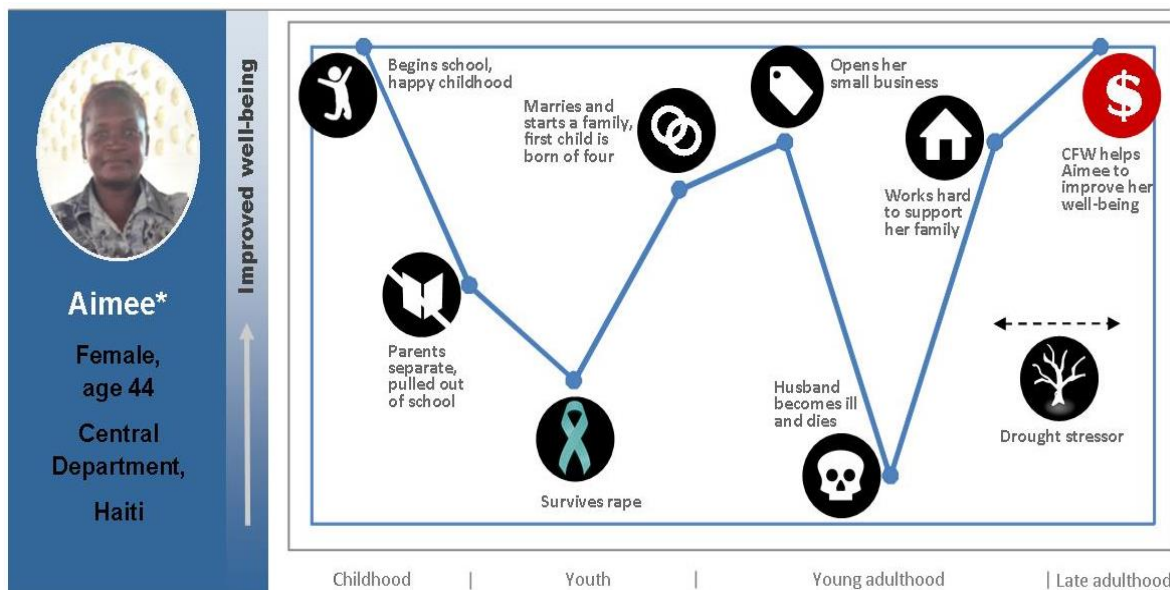 Improved well-being
Aimee*
Female,
age 44
Central
Department,
Haiti
Begins school,
happy childhood
Parents
separate,
pulled out
of school
Survives rape
Marries and
starts a family,
first child is
born of four
Opens her
small business
Husband
becomes ill
and dies
Works hard
to support
her family
$
CFW helps
Aimee to
improve her
well-being
Drought stressor
Childhood | Youth | Young adulthood | Late adulthood